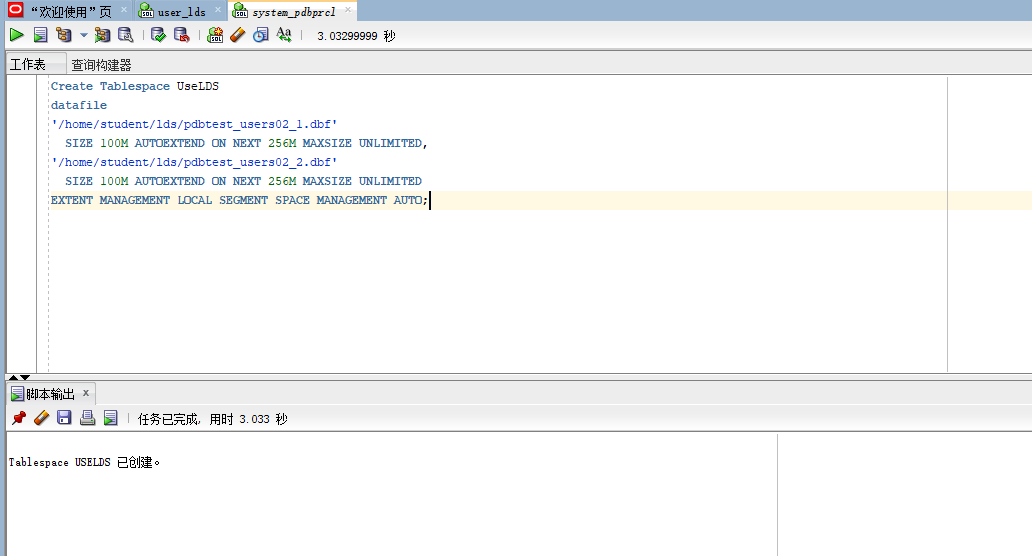 “欢迎使用”页 user_lds system_pdbprcl
3.03299999 秒
工作表 查询构建器
Create Tablespace UseLDS
datafile
'/home/student/lds/pdbtest_users02_1.dbf'
SIZE 100M AUTOEXTEND ON NEXT 256M MAXSIZE UNLIMITED,
'/home/student/lds/pdbtest_users02_2.dbf'
SIZE 100M AUTOEXTEND ON NEXT 256M MAXSIZE UNLIMITED
EXTENT MANAGEMENT LOCAL SEGMENT SPACE MANAGEMENT AUTO;
脚本输出
任务已完成, 用时 3.033 秒
Tablespace USELDS 已创建。